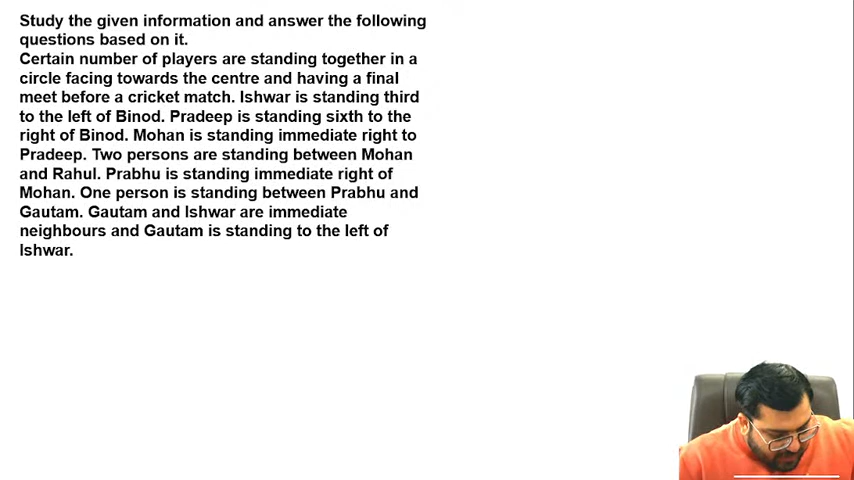 Study the given information and answer the following
questions based on it.
Certain number of players are standing together in a
circle facing towards the centre and having a final
meet before a cricket match. Ishwar is standing third
to the left of Binod. Pradeep is standing sixth to the
right of Binod. Mohan is standing immediate right to
Pradeep. Two persons are standing between Mohan
and Rahul. Prabhu is standing immediate right of
Mohan. One person is standing between Prabhu and
Gautam. Gautam and Ishwar are immediate
neighbours and Gautam is standing to the left of
Ishwar.